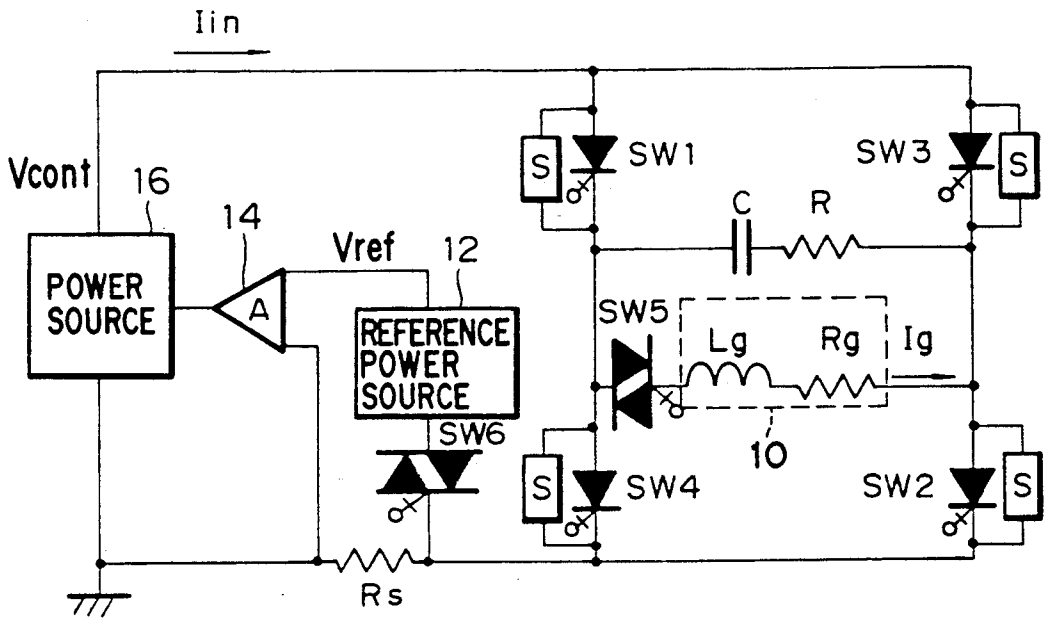 Iin
SW1
SW3
S
S
Vcont
16
14
C
R
Vref
12
POWER
SOURCE
A
REFERENCE
POWER
SOURCE
SW5
Lg
Rg
Ig
SW6
10
S
SW4
SW2
S
Rs